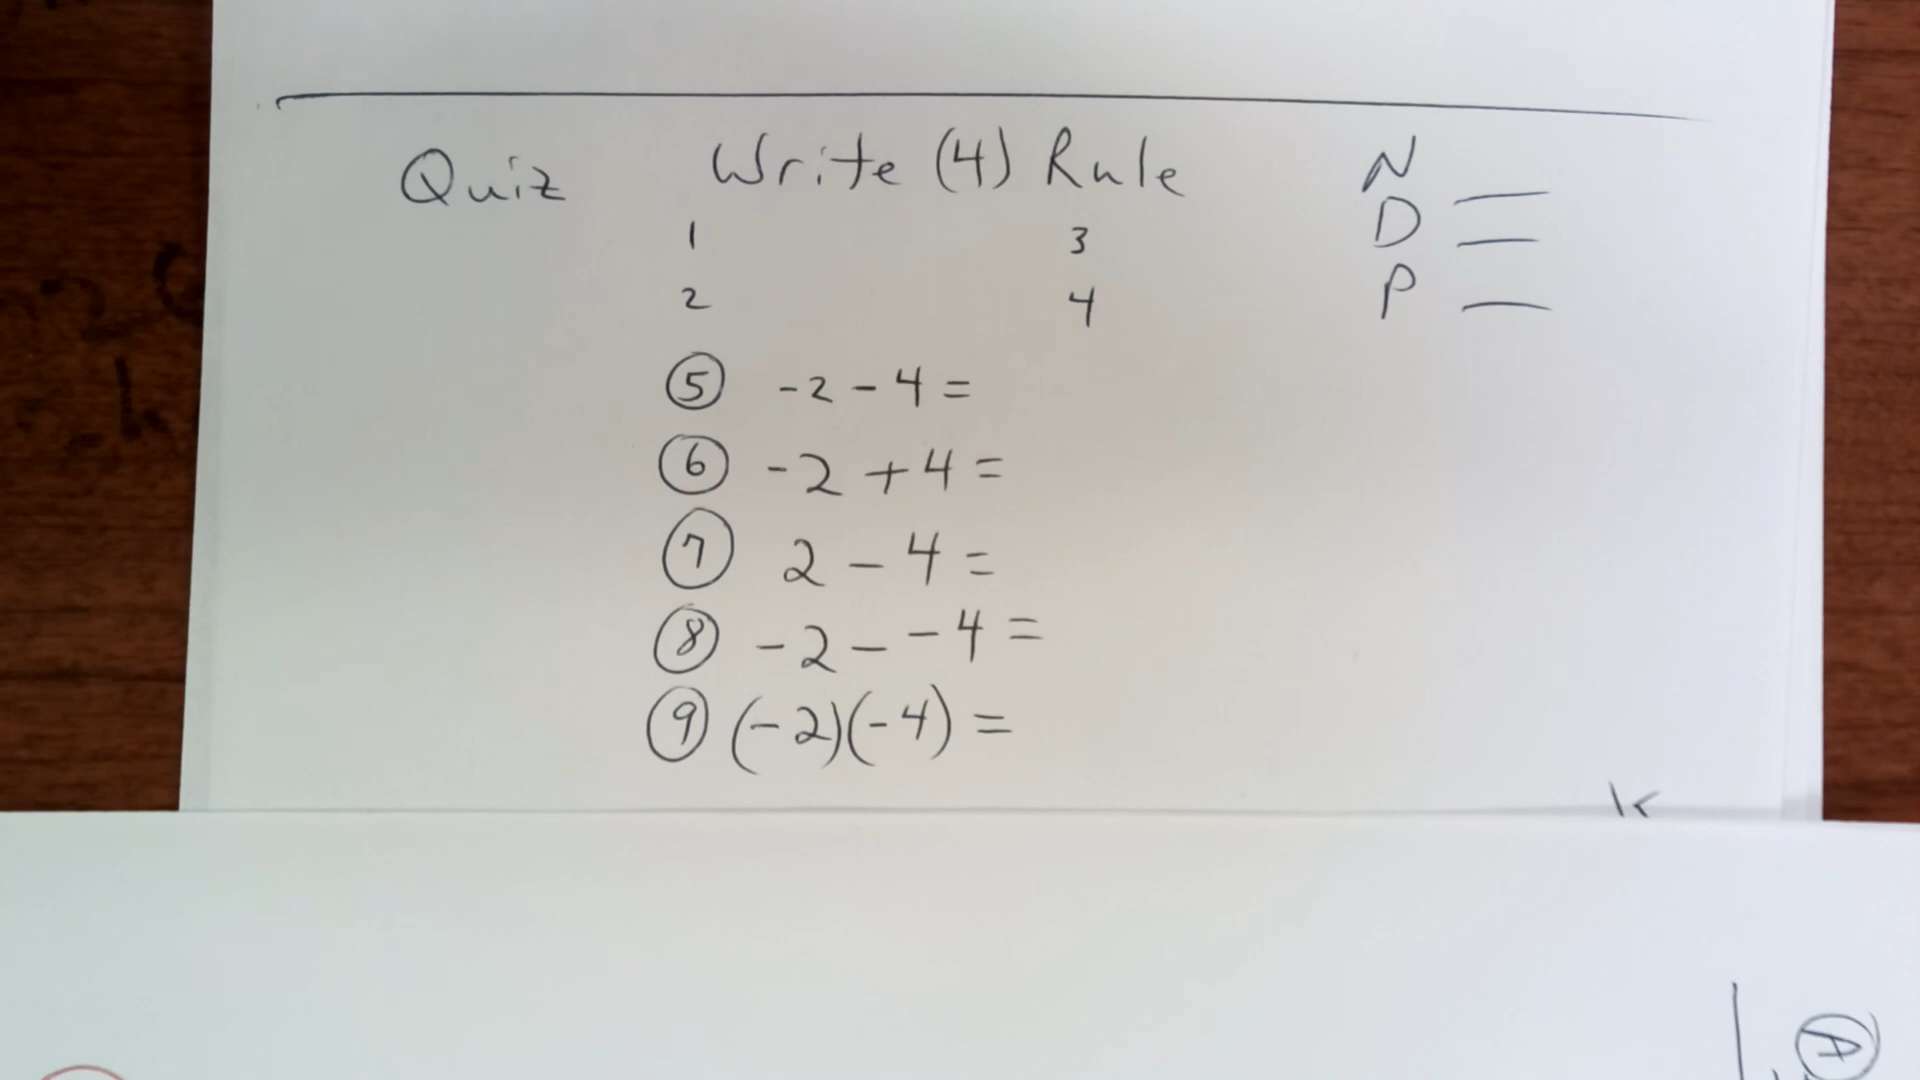 Quiz Write (4) Rule N
1 3 D
2 4 P
5 -2 - 4 =
6 -2 + 4 =
7 2 - 4 =
8 -2 - -4 =
9 (-2)(-4) =
A